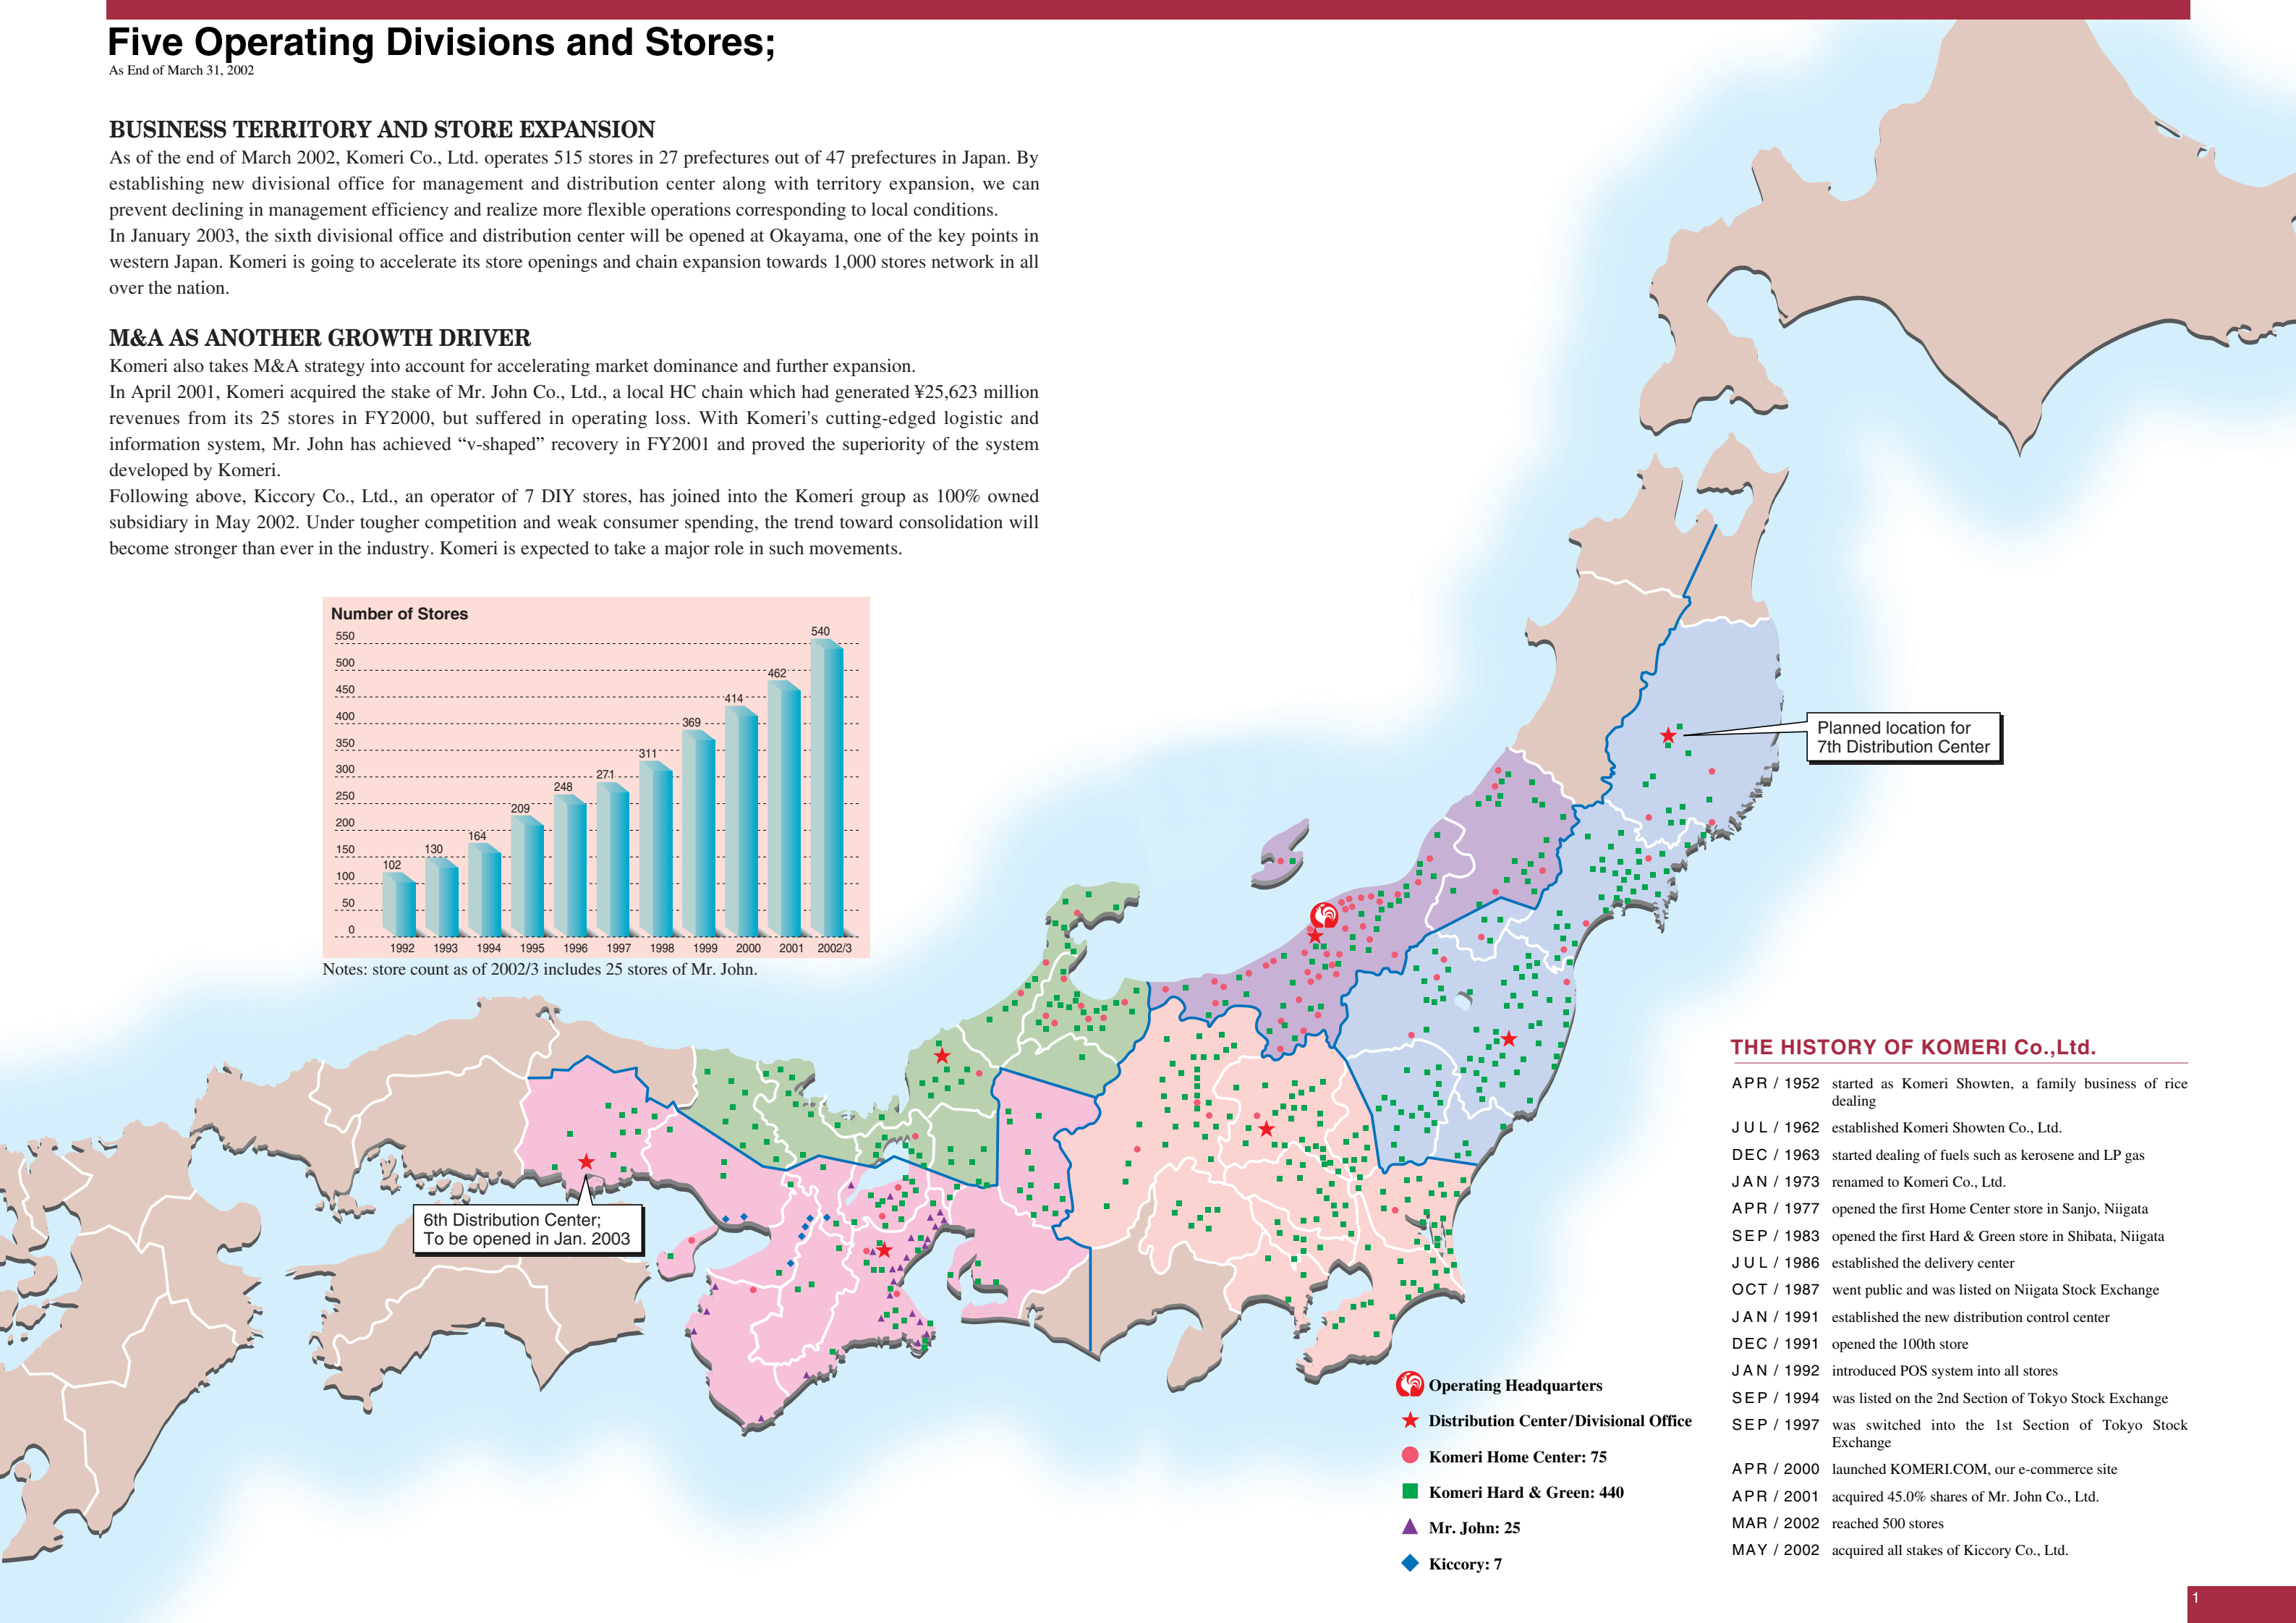 Five Operating Divisions and Stores;
As End of March 31, 2002
BUSINESS TERRITORY AND STORE EXPANSION
As of the end of March 2002, Komeri Co., Ltd. operates 515 stores in 27 prefectures out of 47 prefectures in Japan. By
establishing new divisional office for management and distribution center along with territory expansion, we can
prevent declining in management efficiency and realize more flexible operations corresponding to local conditions.
In January 2003, the sixth divisional office and distribution center will be opened at Okayama, one of the key points in
western Japan. Komeri is going to accelerate its store openings and chain expansion towards 1,000 stores network in all
over the nation.
M&A AS ANOTHER GROWTH DRIVER
Komeri also takes M&A strategy into account for accelerating market dominance and further expansion.
In April 2001, Komeri acquired the stake of Mr. John Co., Ltd., a local HC chain which had generated ¥25,623 million
revenues from its 25 stores in FY2000, but suffered in operating loss. With Komeri's cutting-edged logistic and
information system, Mr. John has achieved “v-shaped” recovery in FY2001 and proved the superiority of the system
developed by Komeri.
Following above, Kiccory Co., Ltd., an operator of 7 DIY stores, has joined into the Komeri group as 100% owned
subsidiary in May 2002. Under tougher competition and weak consumer spending, the trend toward consolidation will
become stronger than ever in the industry. Komeri is expected to take a major role in such movements.
Number of Stores
550
500
450
400
350
300
250
200
150
100
50
0
102
130
164
209
248
271
311
369
414
462
540
1992 1993 1994 1995 1996 1997 1998 1999 2000 2001 2002/3
Notes: store count as of 2002/3 includes 25 stores of Mr. John.
Planned location for
7th Distribution Center
6th Distribution Center;
To be opened in Jan. 2003
Operating Headquarters
Distribution Center/Divisional Office
Komeri Home Center: 75
Komeri Hard & Green: 440
Mr. John: 25
Kiccory: 7
THE HISTORY OF KOMERI Co.,Ltd.
APR / 1952 started as Komeri Showten, a family business of rice
dealing
JUL / 1962 established Komeri Showten Co., Ltd.
DEC / 1963 started dealing of fuels such as kerosene and LP gas
JAN / 1973 renamed to Komeri Co., Ltd.
APR / 1977 opened the first Home Center store in Sanjo, Niigata
SEP / 1983 opened the first Hard & Green store in Shibata, Niigata
JUL / 1986 established the delivery center
OCT / 1987 went public and was listed on Niigata Stock Exchange
JAN / 1991 established the new distribution control center
DEC / 1991 opened the 100th store
JAN / 1992 introduced POS system into all stores
SEP / 1994 was listed on the 2nd Section of Tokyo Stock Exchange
SEP / 1997 was switched into the 1st Section of Tokyo Stock
Exchange
APR / 2000 launched KOMERI.COM, our e-commerce site
APR / 2001 acquired 45.0% shares of Mr. John Co., Ltd.
MAR / 2002 reached 500 stores
MAY / 2002 acquired all stakes of Kiccory Co., Ltd.
1